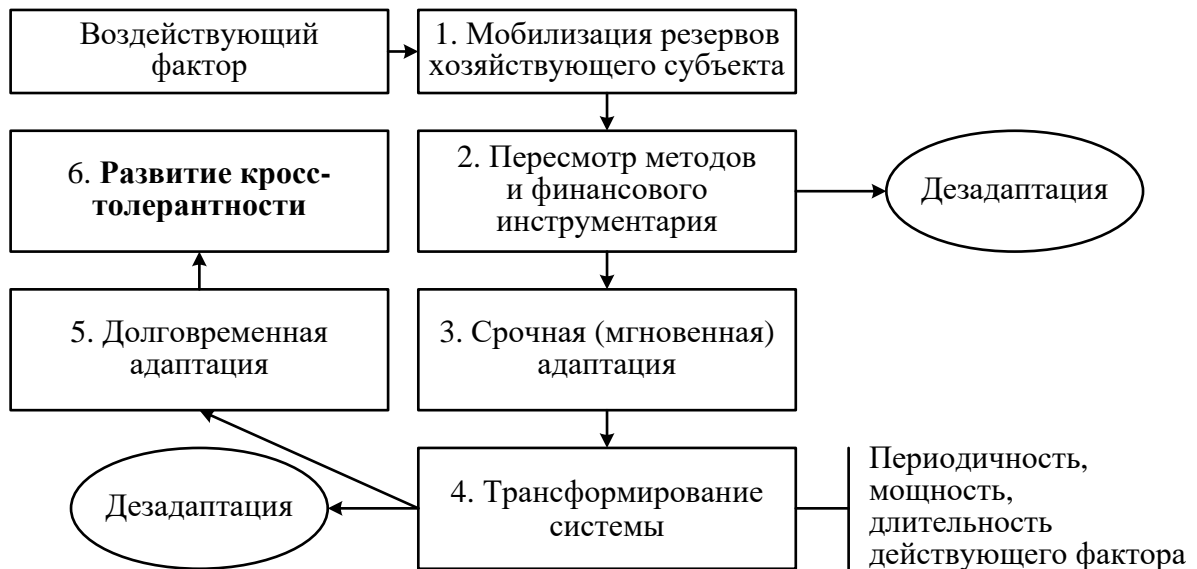 Воздействующий
фактор
1. Мобилизация резервов
хозяйствующего субъекта
6. Развитие кросс-
толерантности
2. Пересмотр методов
и финансового
инструментария
Дезадаптация
5. Долговременная
адаптация
3. Срочная (мгновенная)
адаптация
Дезадаптация
4. Трансформирование
системы
Периодичность,
мощность,
длительность
действующего фактора